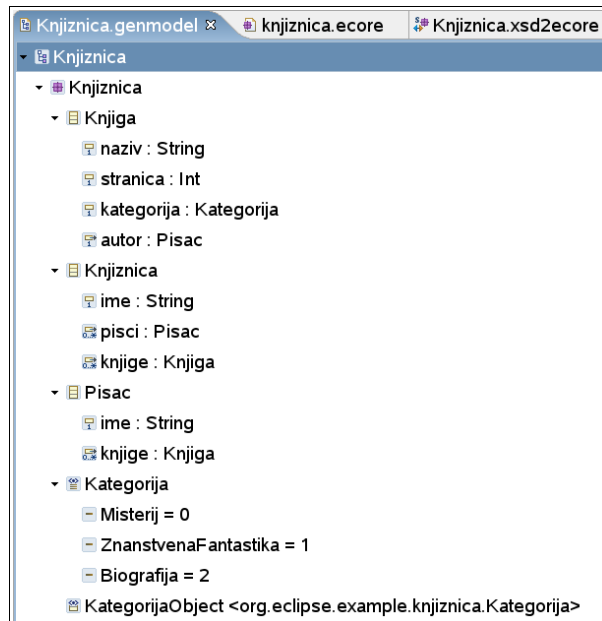 Knjiznica.genmodel knjiznica.ecore Knjiznica.xsd2ecore
Knjiznica
Knjiznica
Knjiga
naziv : String
stranica : Int
kategorija : Kategorija
autor : Pisac
Knjiznica
ime : String
pisci : Pisac
knjige : Knjiga
Pisac
ime : String
knjige : Knjiga
Kategorija
Misterij = 0
ZnanstvenaFantastika = 1
Biografija = 2
KategorijaObject <org.eclipse.example.knjiznica.Kategorija>